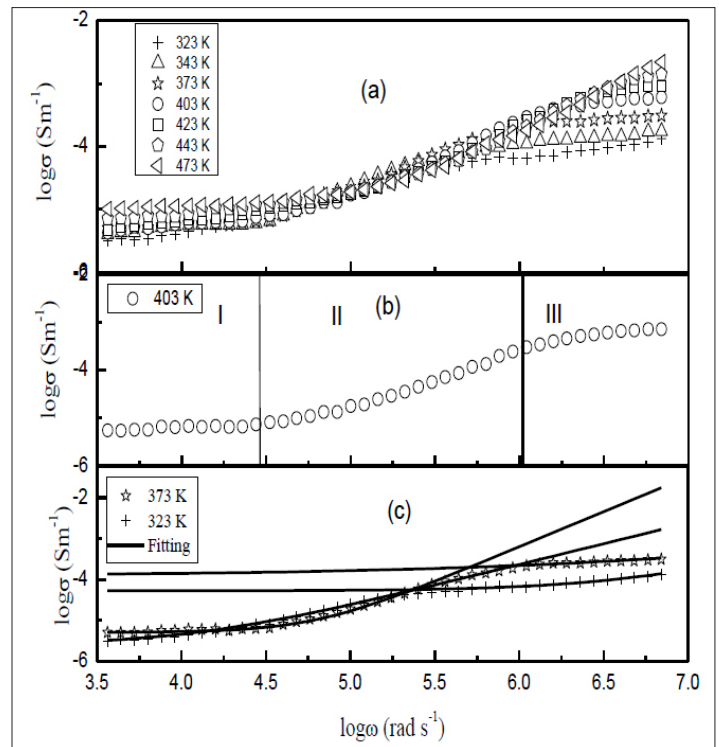 -2
323 K
343 K
373 K
403 K
423 K
443 K
473 K
(a)
logσ (Sm⁻¹)
-4
-6
-2
403 K
I
II
(b)
III
logσ (Sm⁻¹)
-4
-6
373 K
323 K
Fitting
(c)
-2
logσ (Sm⁻¹)
-4
-6
3.5 4.0 4.5 5.0 5.5 6.0 6.5 7.0
logω (rad s⁻¹)